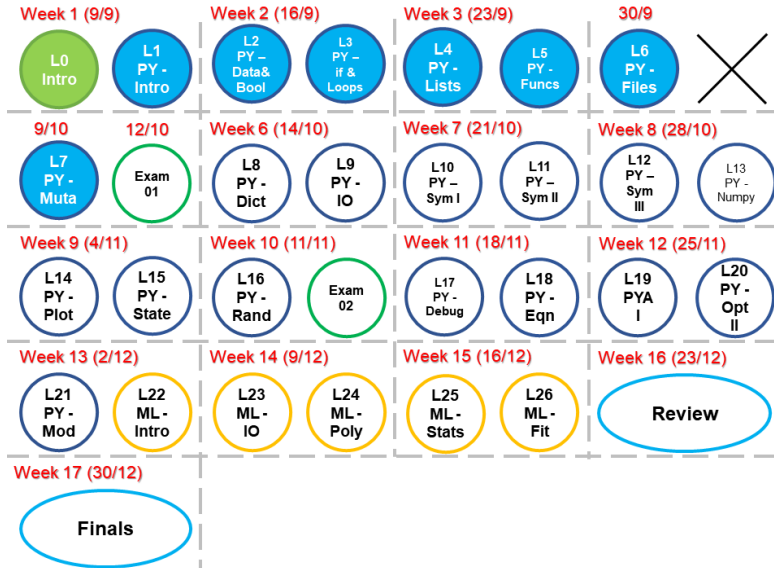 Week 1 (9/9)
L0
Intro
L1
PY -
Intro
Week 2 (16/9)
L2
PY –
Data&
Bool
L3
PY –
if &
Loops
Week 3 (23/9)
L4
PY -
Lists
L5
PY -
Funcs
30/9
L6
PY -
Files
9/10
L7
PY -
Muta
12/10
Exam
01
Week 6 (14/10)
L8
PY -
Dict
L9
PY -
IO
Week 7 (21/10)
L10
PY –
Sym I
L11
PY –
Sym II
Week 8 (28/10)
L12
PY –
Sym
III
L13
PY -
Numpy
Week 9 (4/11)
L14
PY -
Plot
L15
PY -
State
Week 10 (11/11)
L16
PY -
Rand
Exam
02
Week 11 (18/11)
L17
PY -
Debug
L18
PY -
Eqn
Week 12 (25/11)
L19
PYA
I
L20
PY -
Opt
II
Week 13 (2/12)
L21
PY -
Mod
L22
ML -
Intro
Week 14 (9/12)
L23
ML -
IO
L24
ML -
Poly
Week 15 (16/12)
L25
ML -
Stats
L26
ML -
Fit
Week 16 (23/12)
Review
Week 17 (30/12)
Finals